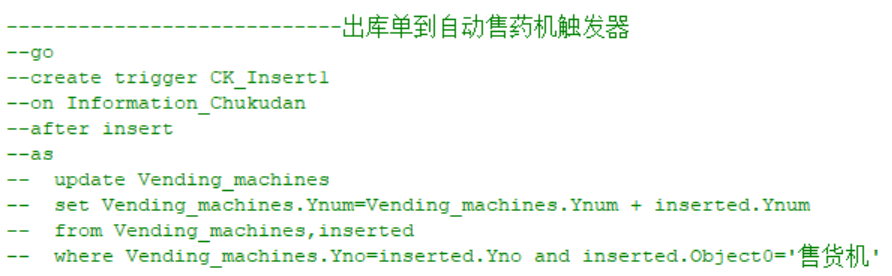 ----------------------------出库单到自动售药机触发器
--go
--create trigger CK_Insert1
--on Information_Chukudan
--after insert
--as
--  update Vending_machines
--  set Vending_machines.Ynum=Vending_machines.Ynum + inserted.Ynum
--  from Vending_machines,inserted
--  where Vending_machines.Yno=inserted.Yno and inserted.Object0='售货机'